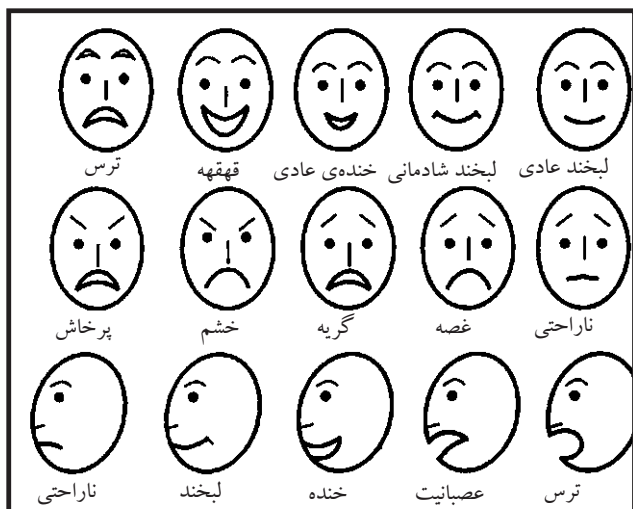 لبخند عادی لبخند شادمانی خنده‌ی عادی قهقهه ترس
ناراحتی غصه گریه خشم پرخاش
ترس عصبانیت خنده لبخند ناراحتی